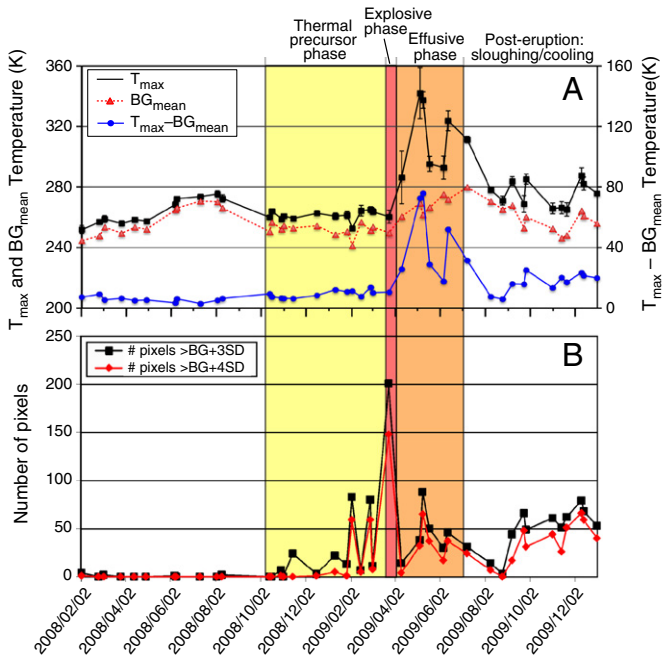 Thermal precursor phase
Explosive phase
Effusive phase
Post-eruption: sloughing/cooling
A
Tmax
BGmean
Tmax–BGmean
Tmax and BGmean Temperature (K)
360
320
280
240
200
Tmax – BGmean Temperature(K)
160
120
80
40
0
B
# pixels >BG+3SD
# pixels >BG+4SD
Number of pixels
250
200
150
100
50
0
2008/02/02
2008/04/02
2008/06/02
2008/08/02
2008/10/02
2008/12/02
2009/02/02
2009/04/02
2009/06/02
2009/08/02
2009/10/02
2009/12/02